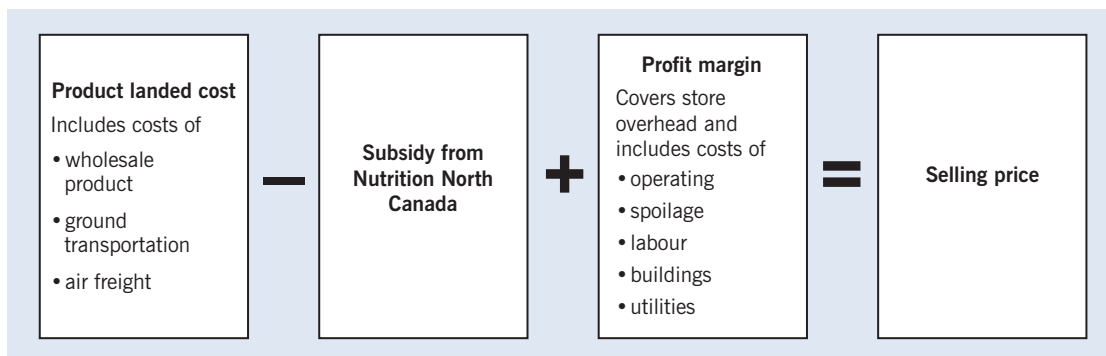 Product landed cost
Includes costs of
• wholesale
product
• ground
transportation
• air freight
−
Subsidy from
Nutrition North
Canada
+
Profit margin
Covers store
overhead and
includes costs of
• operating
• spoilage
• labour
• buildings
• utilities
=
Selling price